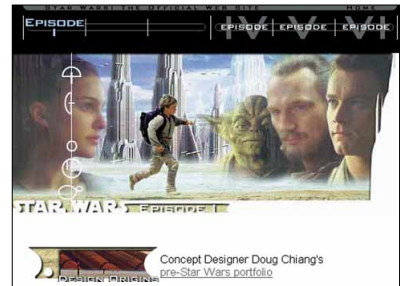 STAR WARS: THE OFFICIAL WEB SITE HOME
EPISODE I EPISODE EPISODE EPISODE
IV V VI
STAR WARS EPISODE I
Concept Designer Doug Chiang's
pre-Star Wars portfolio
DESIGN ORIGINS